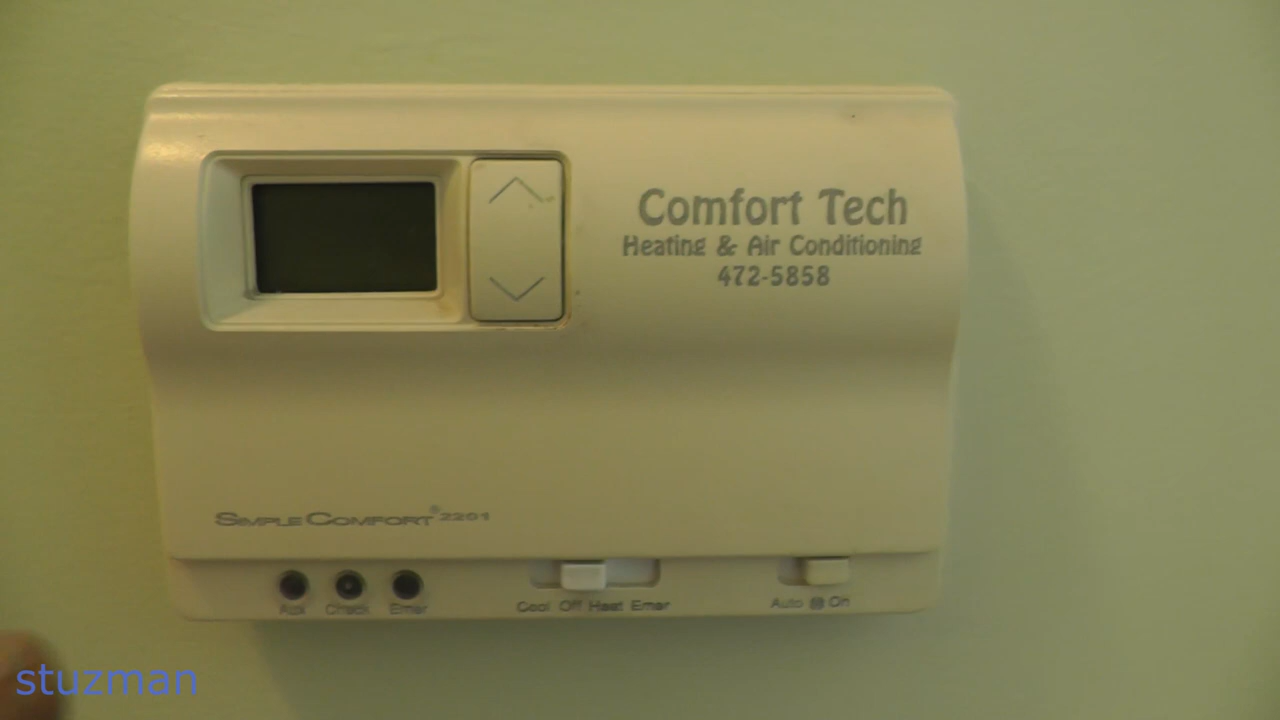 Comfort Tech
Heating & Air Conditioning
472-5858
SIMPLE COMFORT® 2201
Aux Check Emer
Cool Off Heat Emer
Auto On
stuzman